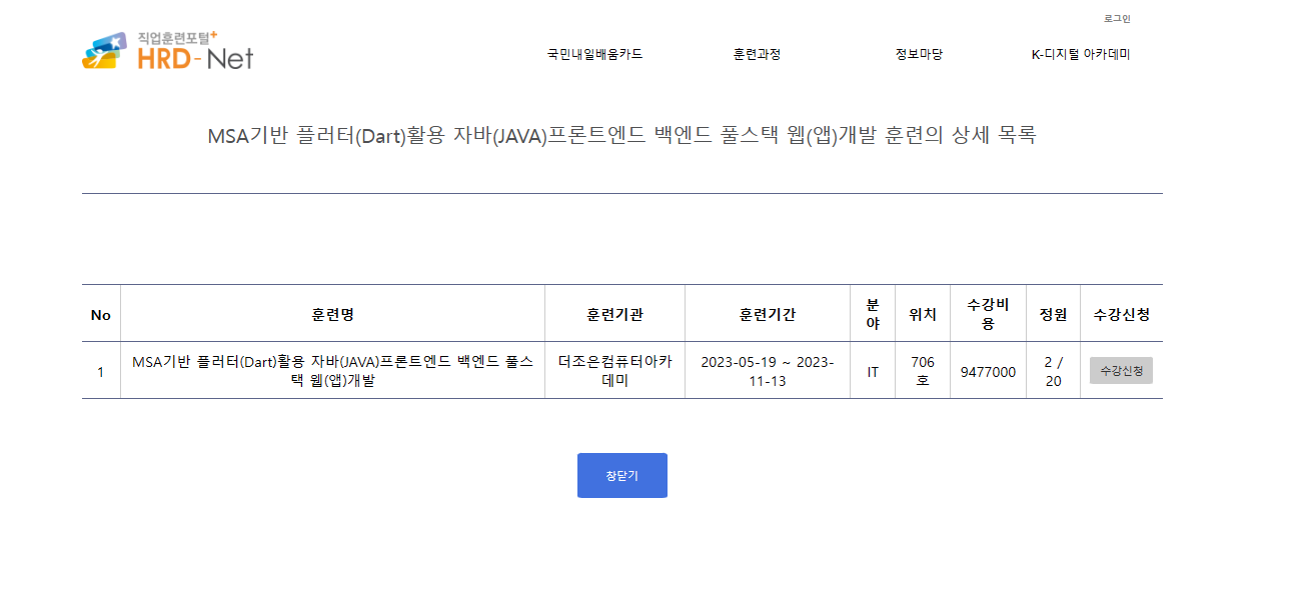 로그인
직업훈련포털+
HRD-Net
국민내일배움카드 훈련과정 정보마당 K-디지털 아카데미
MSA기반 플러터(Dart)활용 자바(JAVA)프론트엔드 백엔드 풀스택 웹(앱)개발 훈련의 상세 목록
No 훈련명 훈련기관 훈련기간 분야 위치 수강비용 정원 수강신청
1 MSA기반 플러터(Dart)활용 자바(JAVA)프론트엔드 백엔드 풀스택 웹(앱)개발 더조은컴퓨터아카데미 2023-05-19 ~ 2023-11-13 IT 706호 9477000 2 / 20 수강신청
창닫기